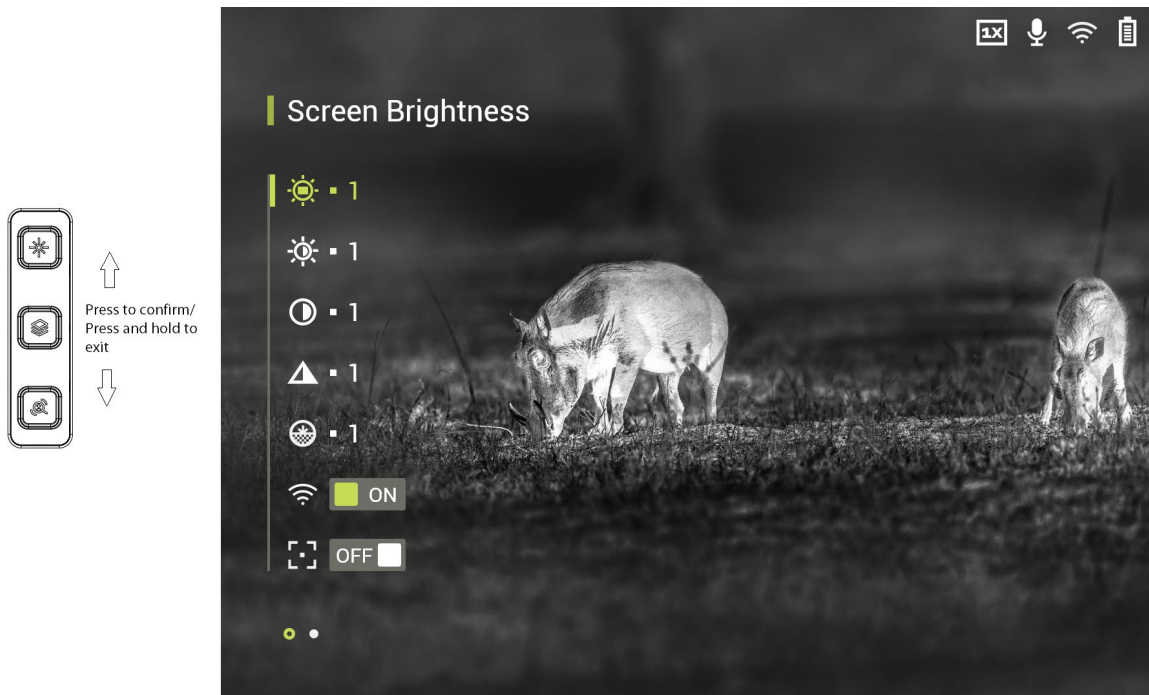 1X
Screen Brightness
1
1
1
1
1
ON
OFF
Press to confirm/
Press and hold to
exit